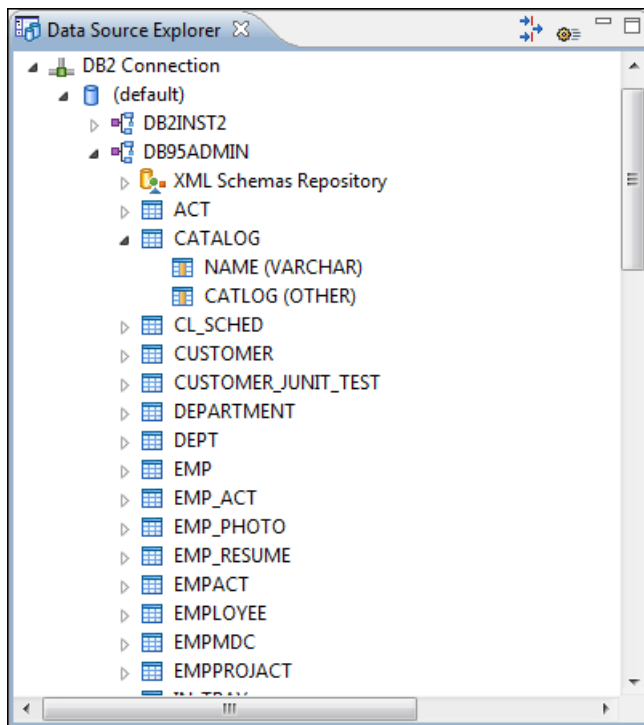 Data Source Explorer
DB2 Connection
(default)
DB2INST2
DB95ADMIN
XML Schemas Repository
ACT
CATALOG
NAME (VARCHAR)
CATLOG (OTHER)
CL_SCHED
CUSTOMER
CUSTOMER_JUNIT_TEST
DEPARTMENT
DEPT
EMP
EMP_ACT
EMP_PHOTO
EMP_RESUME
EMPACT
EMPLOYEE
EMPMDC
EMPPROJACT